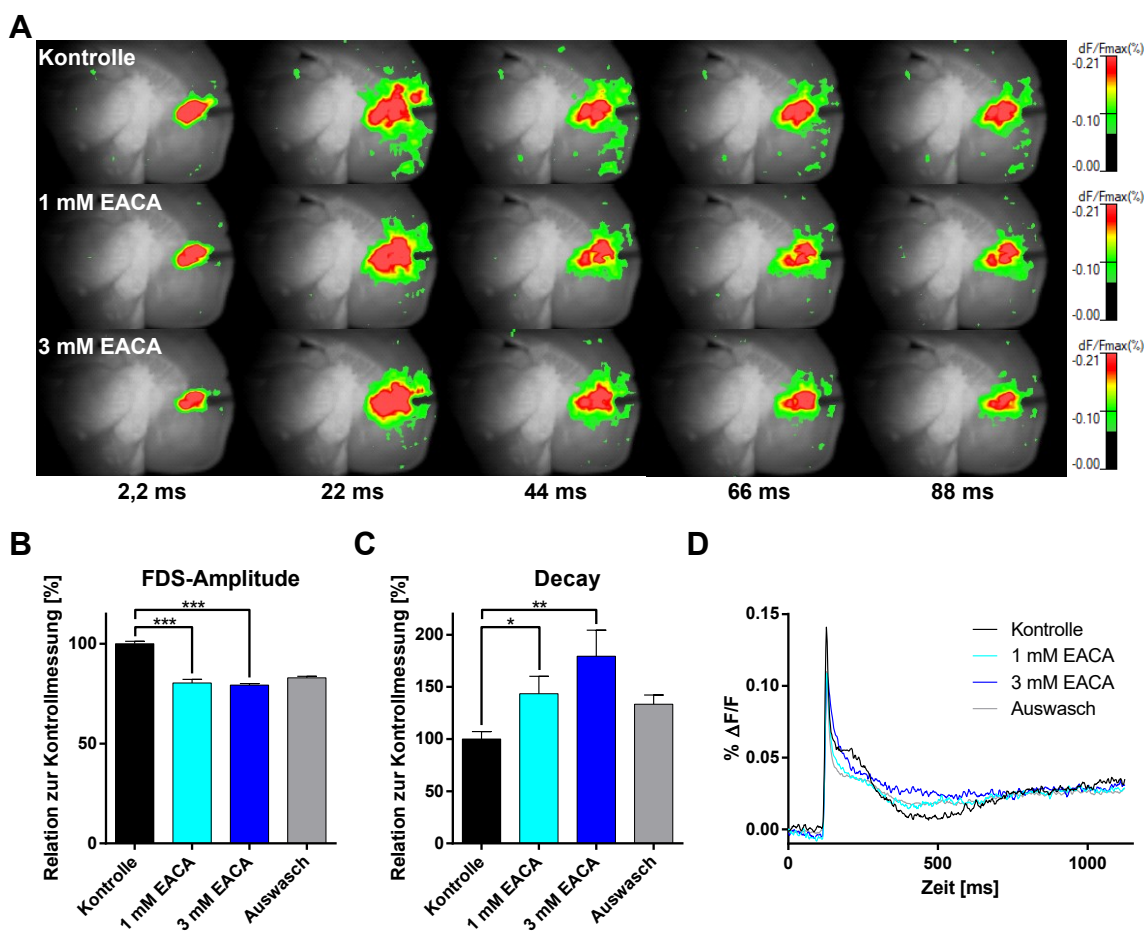 A
Kontrolle
dF/Fmax(%)
-0.21
-0.10
-0.00
1 mM EACA
dF/Fmax(%)
-0.21
-0.10
-0.00
3 mM EACA
dF/Fmax(%)
-0.21
-0.10
-0.00
2,2 ms
22 ms
44 ms
66 ms
88 ms
B
FDS-Amplitude
Relation zur Kontrollmessung [%]
100
50
0
***
***
Kontrolle
1 mM EACA
3 mM EACA
Auswasch
C
Decay
Relation zur Kontrollmessung [%]
200
150
100
50
0
**
*
Kontrolle
1 mM EACA
3 mM EACA
Auswasch
D
% ΔF/F
0.15
0.10
0.05
0.00
Kontrolle
1 mM EACA
3 mM EACA
Auswasch
0
500
1000
Zeit [ms]